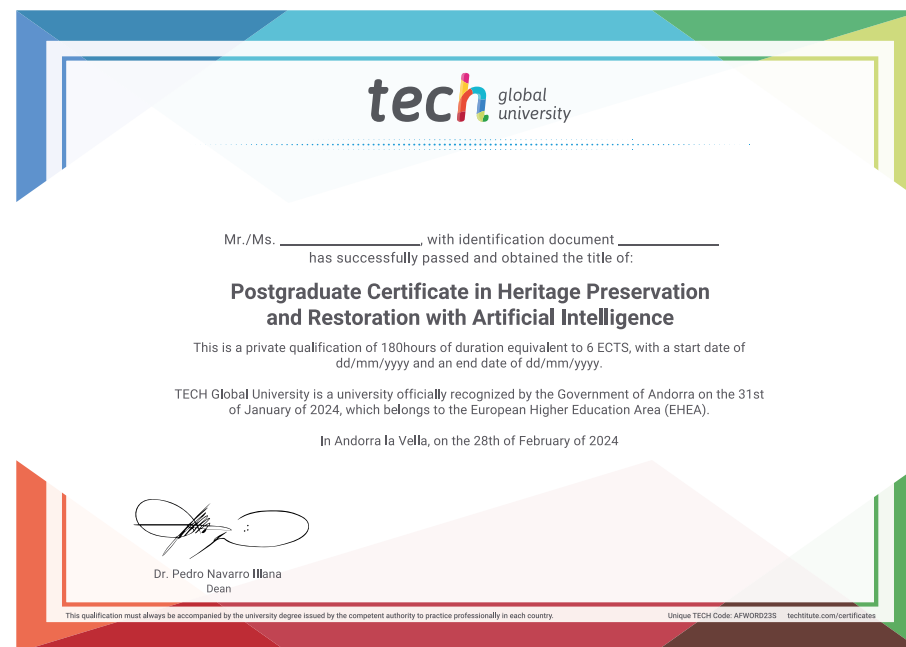 tech global university
Mr./Ms. ____________, with identification document ____________
has successfully passed and obtained the title of:
Postgraduate Certificate in Heritage Preservation
and Restoration with Artificial Intelligence
This is a private qualification of 180hours of duration equivalent to 6 ECTS, with a start date of
dd/mm/yyyy and an end date of dd/mm/yyyy.
TECH Global University is a university officially recognized by the Government of Andorra on the 31st
of January of 2024, which belongs to the European Higher Education Area (EHEA).
In Andorra la Vella, on the 28th of February of 2024
Dr. Pedro Navarro Illana
Dean
This qualification must always be accompanied by the university degree issued by the competent authority to practice professionally in each country.
Unique TECH Code: AFWORD23S techtitute.com/certificates